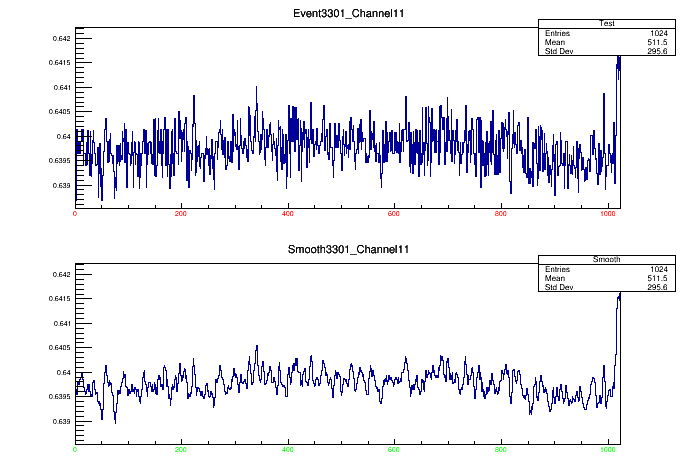 Event3301_Channel11
Test
Entries 1024
Mean 511.5
Std Dev 295.6
0.642
0.6415
0.641
0.6405
0.64
0.6395
0.639
0 200 400 600 800 1000
Smooth3301_Channel11
Smooth
Entries 1024
Mean 511.5
Std Dev 295.6
0.642
0.6415
0.641
0.6405
0.64
0.6395
0.639
0 200 400 600 800 1000